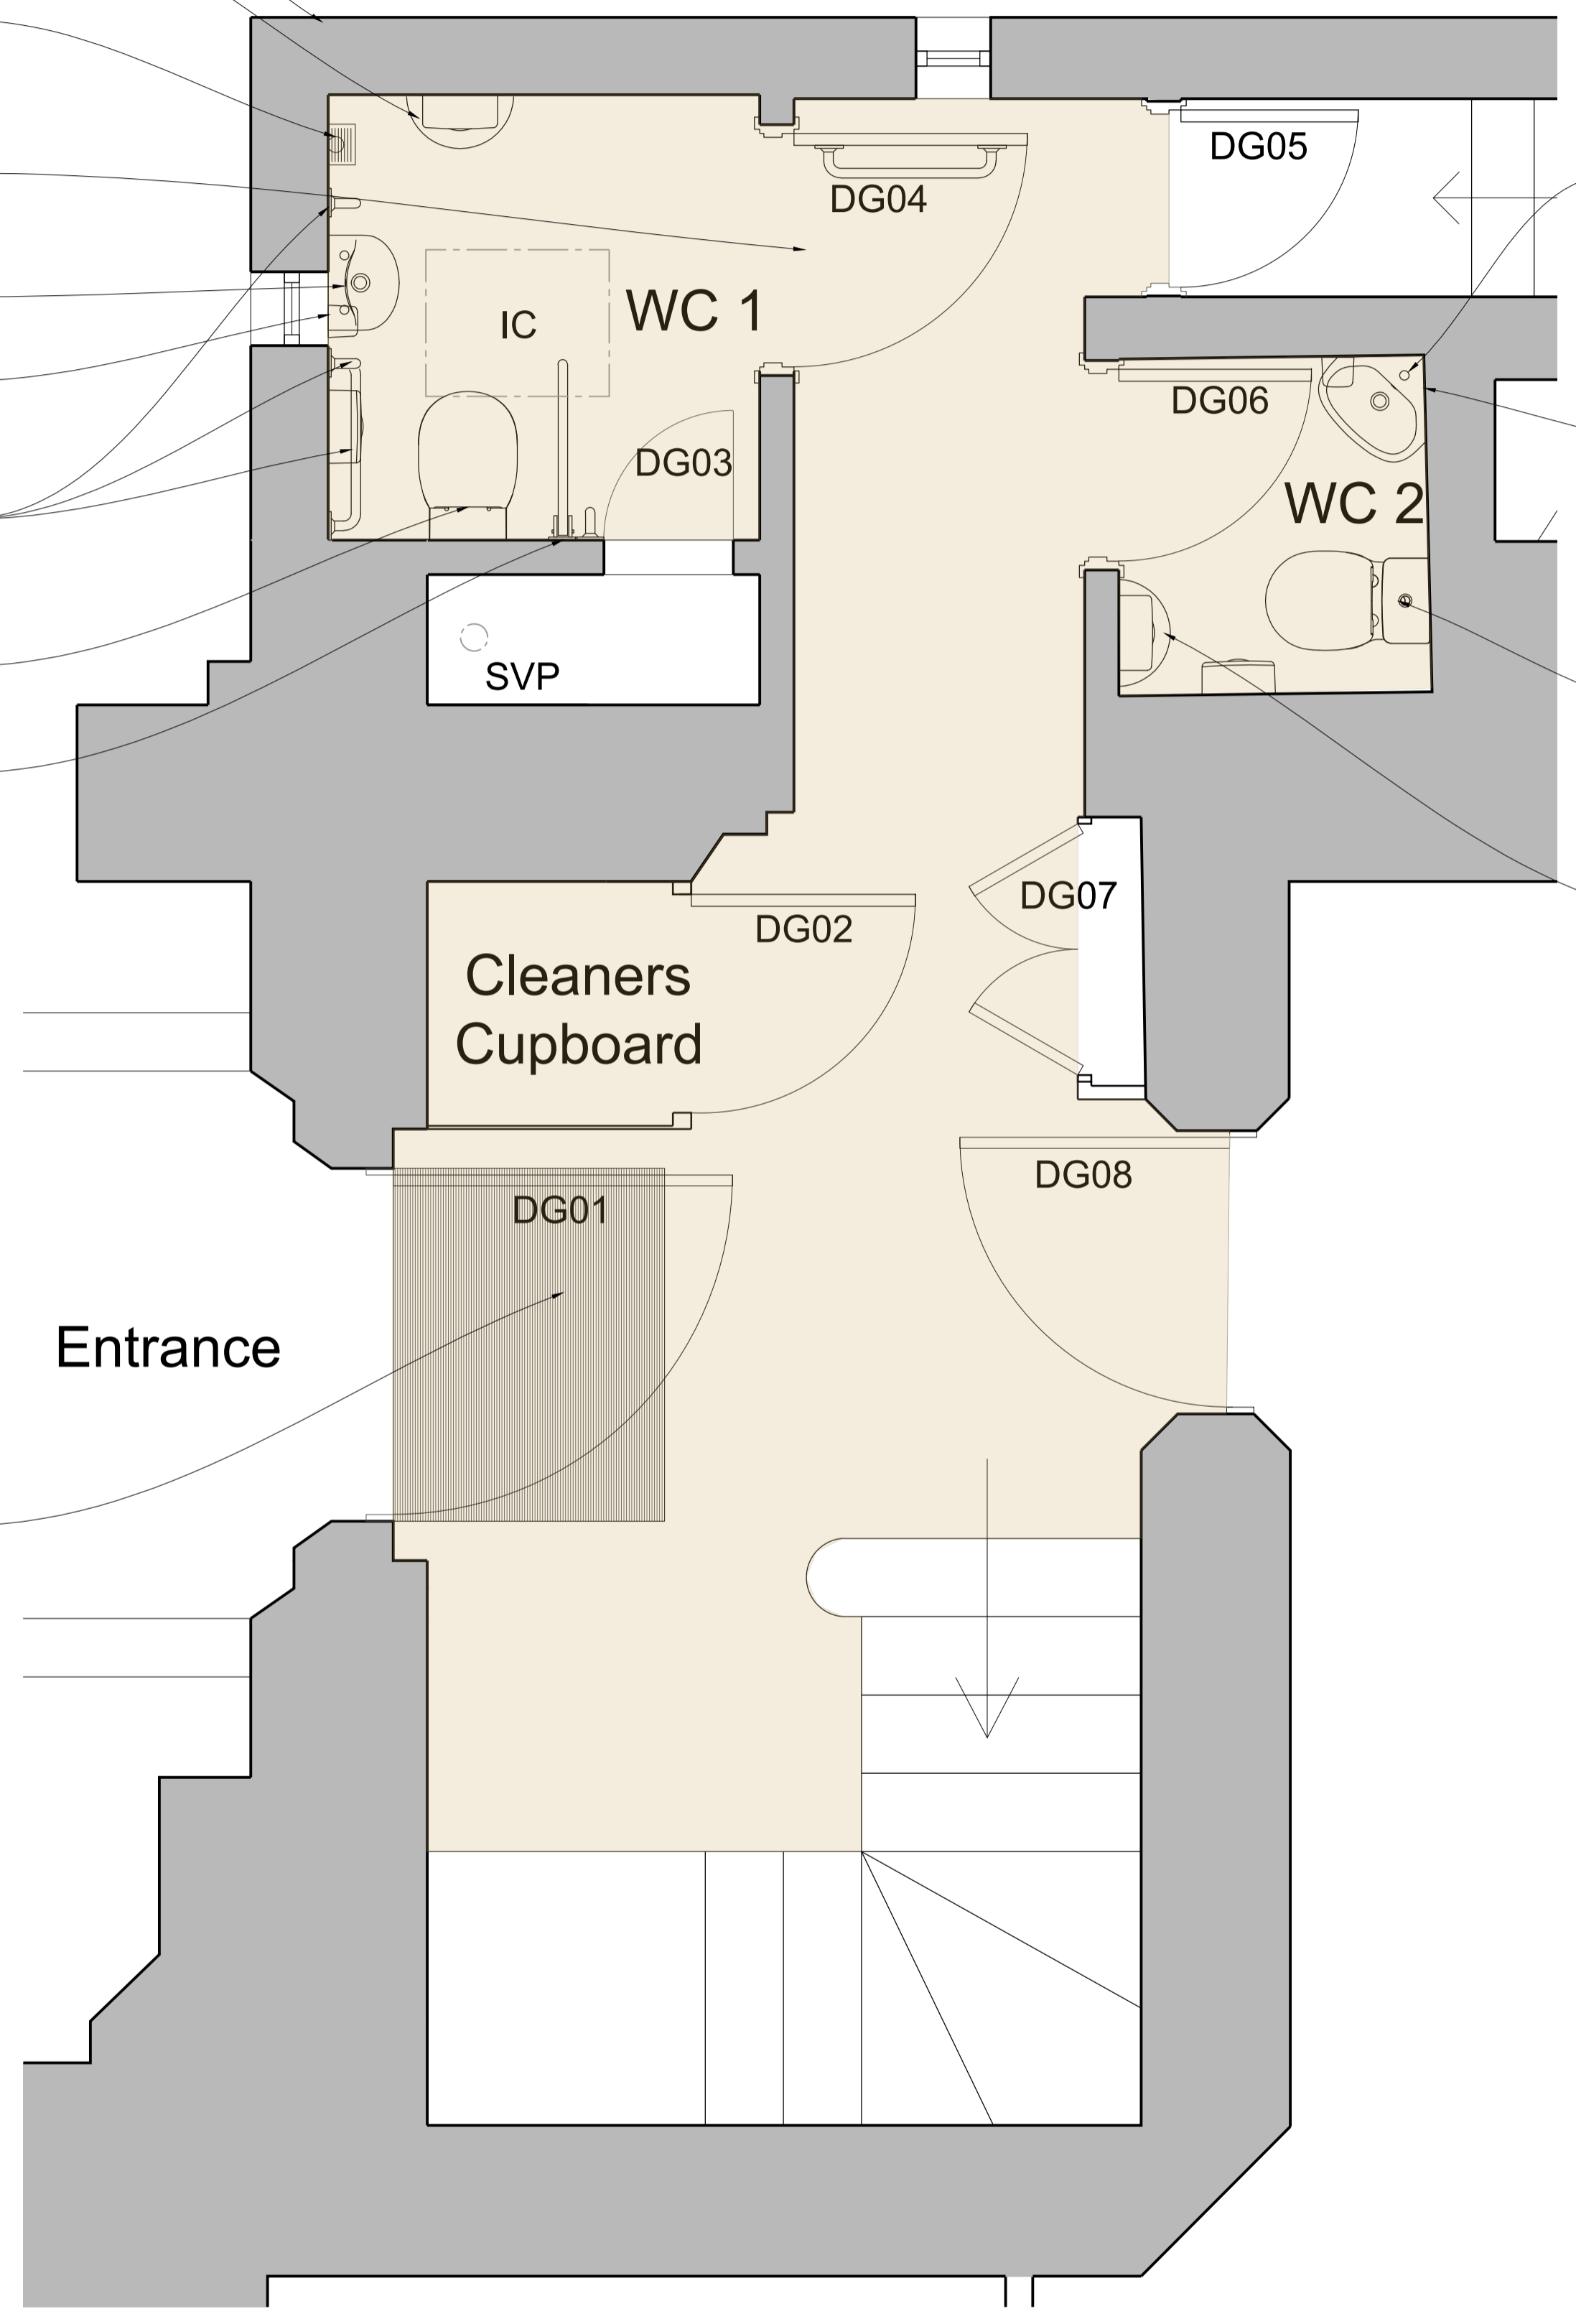 DG05
DG04
IC
WC 1
DG06
DG03
WC 2
SVP
DG07
DG02
Cleaners
Cupboard
DG08
DG01
Entrance